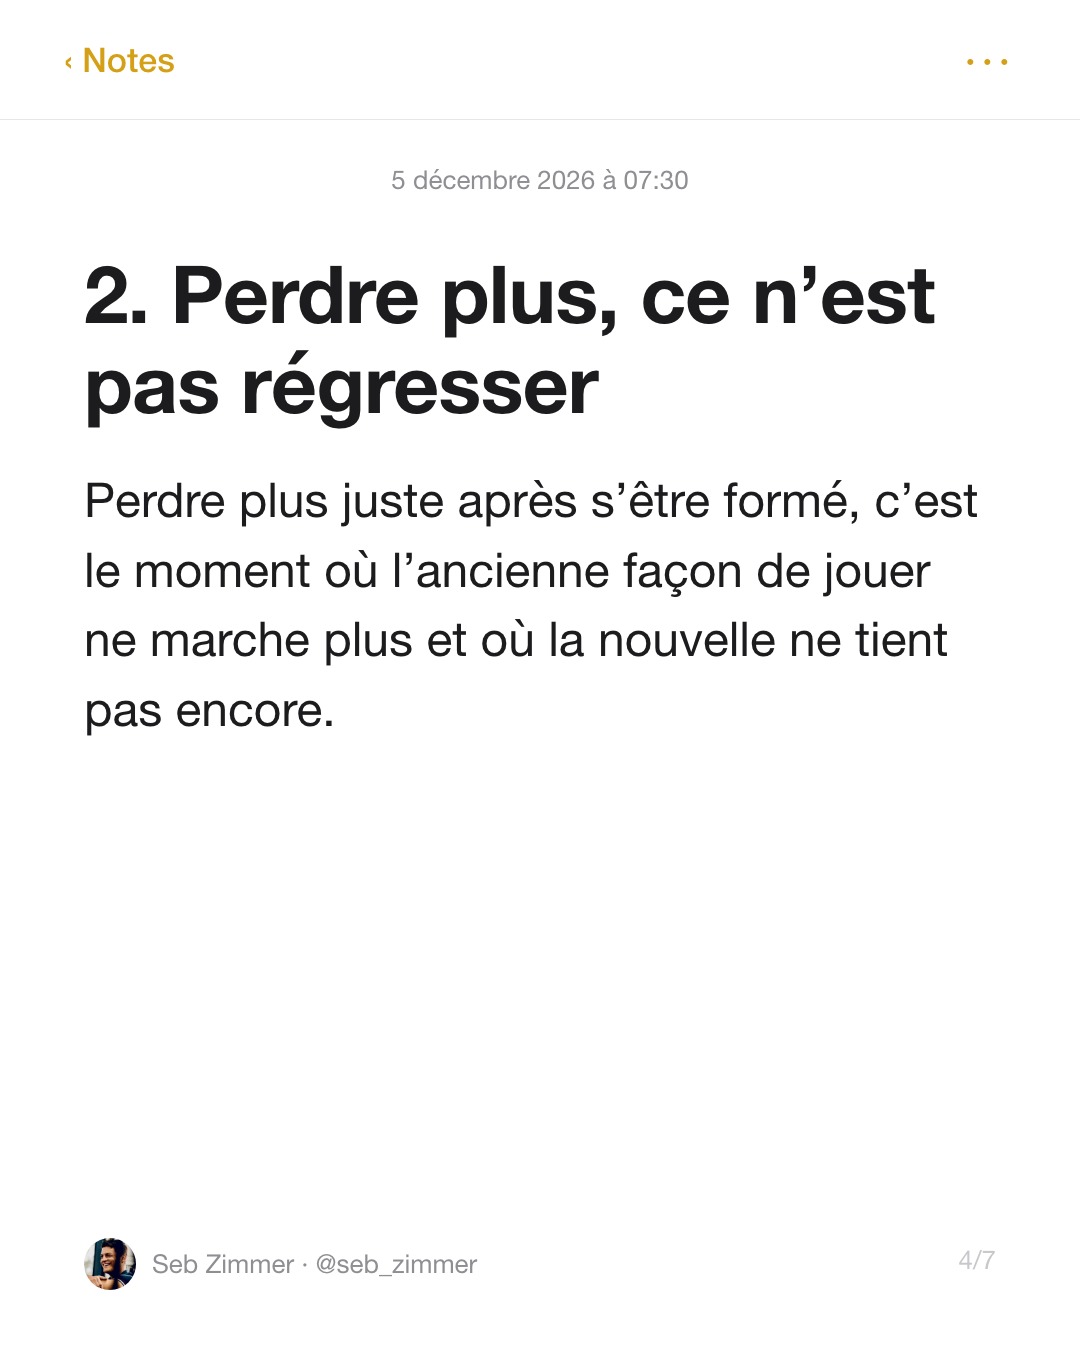 ‹ Notes
...
5 décembre 2026 à 07:30
2. Perdre plus, ce n’est
pas régresser
Perdre plus juste après s’être formé, c’est
le moment où l’ancienne façon de jouer
ne marche plus et où la nouvelle ne tient
pas encore.
Seb Zimmer · @seb_zimmer
4/7